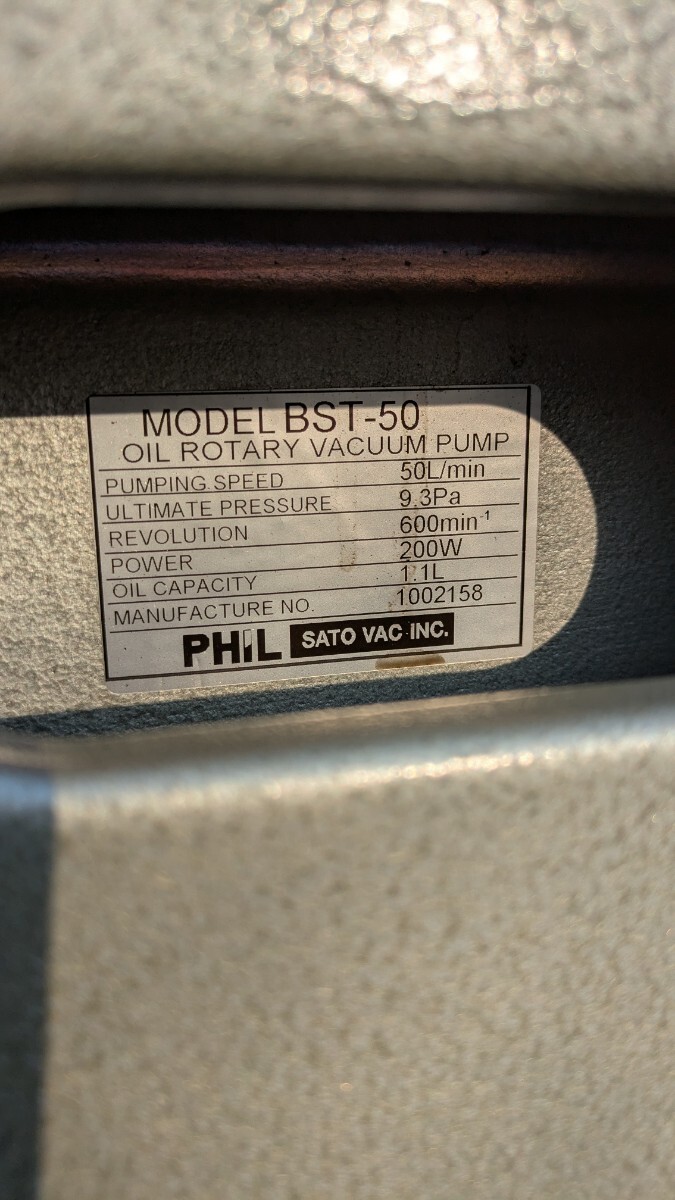 MODEL BST-50
OIL ROTARY VACUUM PUMP
PUMPING SPEED 50L/min
ULTIMATE PRESSURE 9.3Pa
REVOLUTION 600min⁻¹
POWER 200W
OIL CAPACITY 1.1L
MANUFACTURE NO. 1002158
PHIL SATO VAC INC.